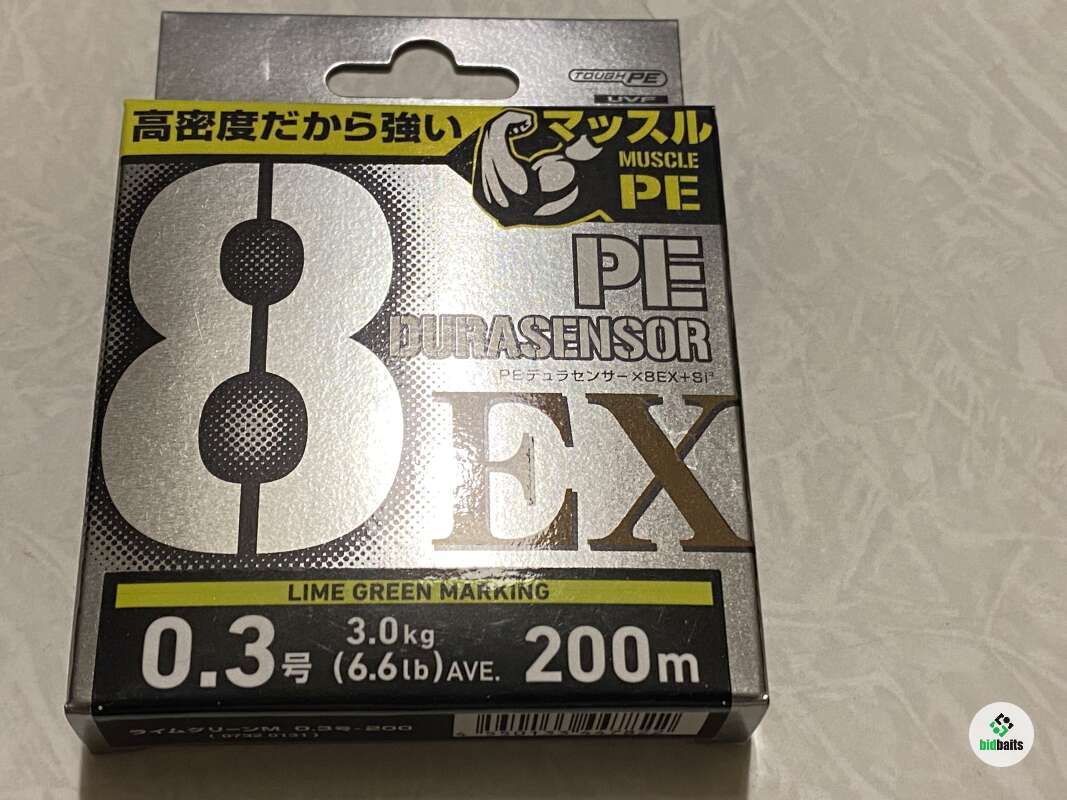 TOUGH PE
UVF
高密度だから強い
マッスル
MUSCLE
PE
8
PE
DURASENSOR
PEデュラセンサー×8EX+Si³
EX
LIME GREEN MARKING
0.3号
3.0kg
(6.6lb)AVE.
200m
ライムグリーンM 0.3号-200
(0732 0131)
bidbaits